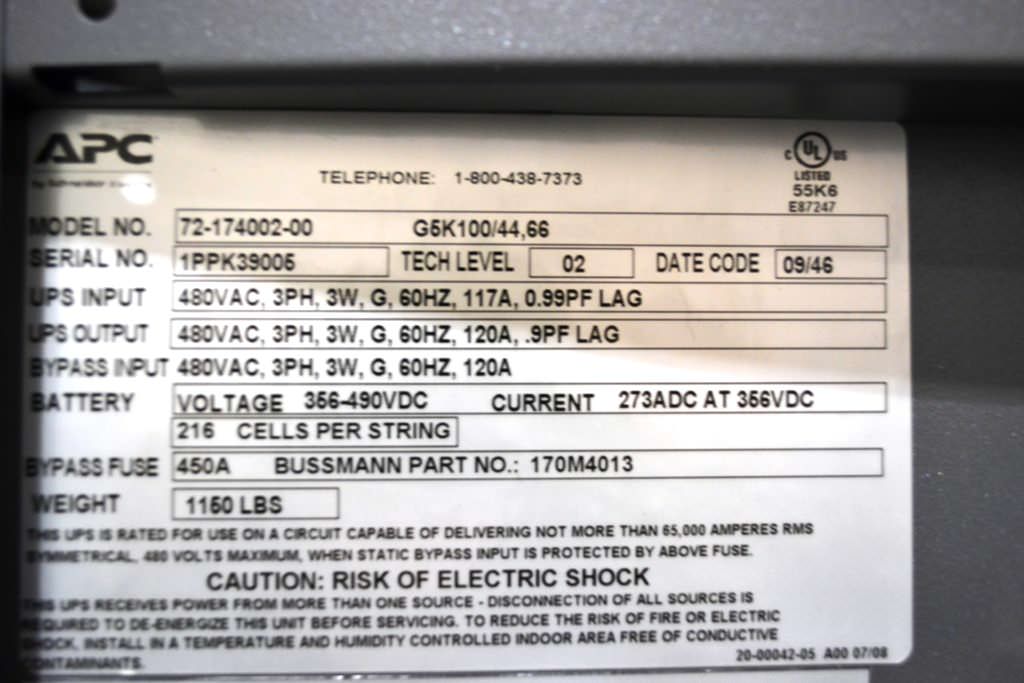 APC
by Schneider Electric
C UL US
LISTED
55K6
E87247
TELEPHONE: 1-800-438-7373
MODEL NO. 72-174002-00 G5K100/44,66
SERIAL NO. 1PPK39005 TECH LEVEL 02 DATE CODE 09/46
UPS INPUT 480VAC, 3PH, 3W, G, 60HZ, 117A, 0.99PF LAG
UPS OUTPUT 480VAC, 3PH, 3W, G, 60HZ, 120A, .9PF LAG
BYPASS INPUT 480VAC, 3PH, 3W, G, 60HZ, 120A
BATTERY VOLTAGE 356-490VDC CURRENT 273ADC AT 356VDC
216 CELLS PER STRING
BYPASS FUSE 450A BUSSMANN PART NO.: 170M4013
WEIGHT 1150 LBS
THIS UPS IS RATED FOR USE ON A CIRCUIT CAPABLE OF DELIVERING NOT MORE THAN 65,000 AMPERES RMS
SYMMETRICAL, 480 VOLTS MAXIMUM, WHEN STATIC BYPASS INPUT IS PROTECTED BY ABOVE FUSE.
CAUTION: RISK OF ELECTRIC SHOCK
THIS UPS RECEIVES POWER FROM MORE THAN ONE SOURCE - DISCONNECTION OF ALL SOURCES IS
REQUIRED TO DE-ENERGIZE THIS UNIT BEFORE SERVICING. TO REDUCE THE RISK OF FIRE OR ELECTRIC
SHOCK, INSTALL IN A TEMPERATURE AND HUMIDITY CONTROLLED INDOOR AREA FREE OF CONDUCTIVE
CONTAMINANTS.
20-00042-05 A00 07/08